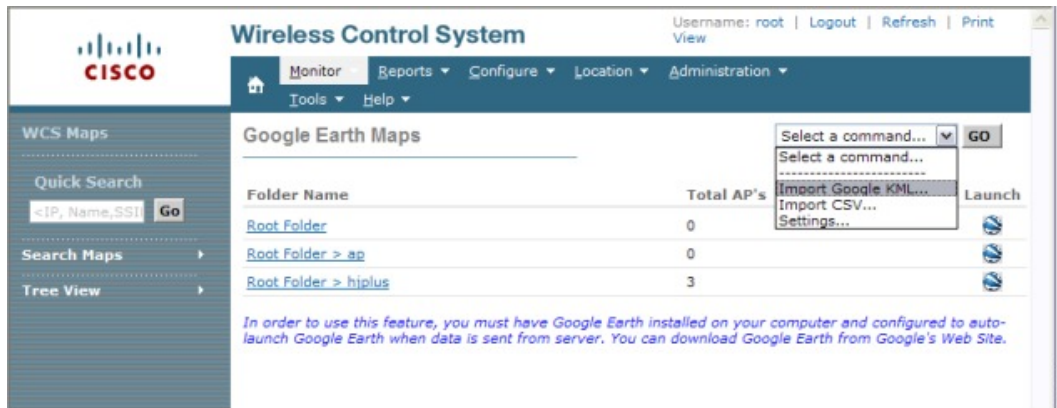 CISCO
Wireless Control System
Username: root | Logout | Refresh | Print
View
Monitor Reports Configure Location Administration
Tools Help
WCS Maps
Quick Search
<IP, Name,SSI Go
Search Maps
Tree View
Google Earth Maps
Select a command... GO
Select a command...
------------------------
Import Google KML...
Import CSV...
Settings...
Folder Name Total AP's Launch
Root Folder 0
Root Folder > ap 0
Root Folder > hjplus 3
In order to use this feature, you must have Google Earth installed on your computer and configured to auto-
launch Google Earth when data is sent from server. You can download Google Earth from Google's Web Site.